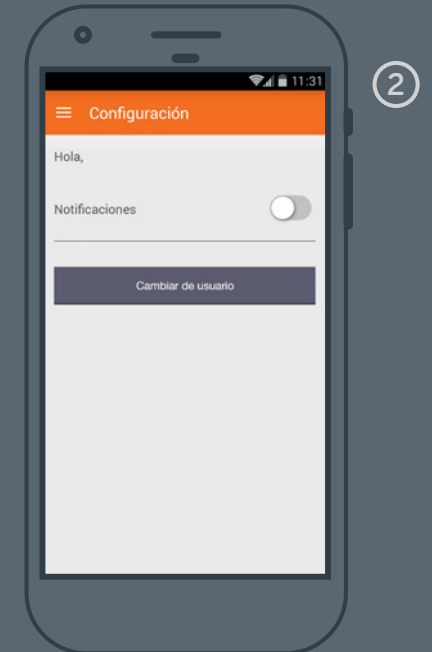 11:31
2
Configuración
Hola,
Notificaciones
Cambiar de usuario